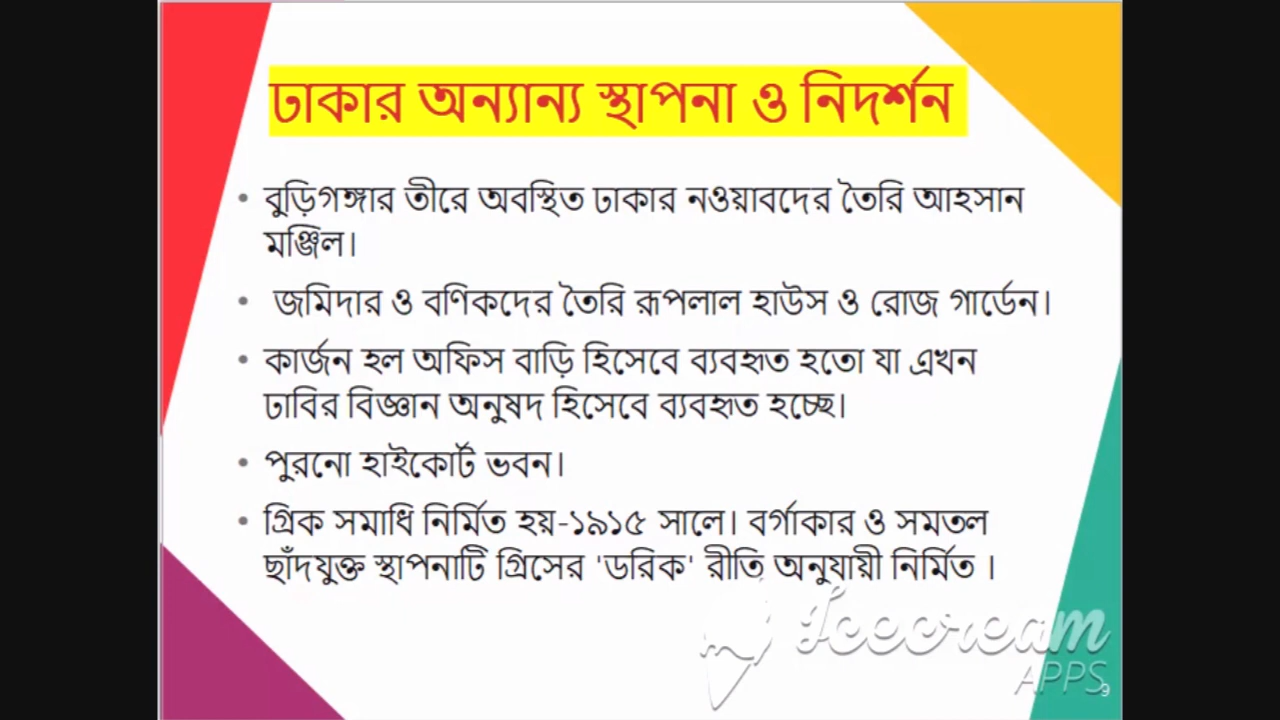 ঢাকার অন্যান্য স্থাপনা ও নিদর্শন
• বুড়িগঙ্গার তীরে অবস্থিত ঢাকার নওয়াবদের তৈরি আহসান
মঞ্জিল।
• জমিদার ও বণিকদের তৈরি রূপলাল হাউস ও রোজ গার্ডেন।
• কার্জন হল অফিস বাড়ি হিসেবে ব্যবহৃত হতো যা এখন
ঢাবির বিজ্ঞান অনুষদ হিসেবে ব্যবহৃত হচ্ছে।
• পুরনো হাইকোর্ট ভবন।
• গ্রিক সমাধি নির্মিত হয়-১৯১৫ সালে। বর্গাকার ও সমতল
ছাঁদযুক্ত স্থাপনাটি গ্রিসের 'ডরিক' রীতি অনুযায়ী নির্মিত ।
Icecream
APPS
9